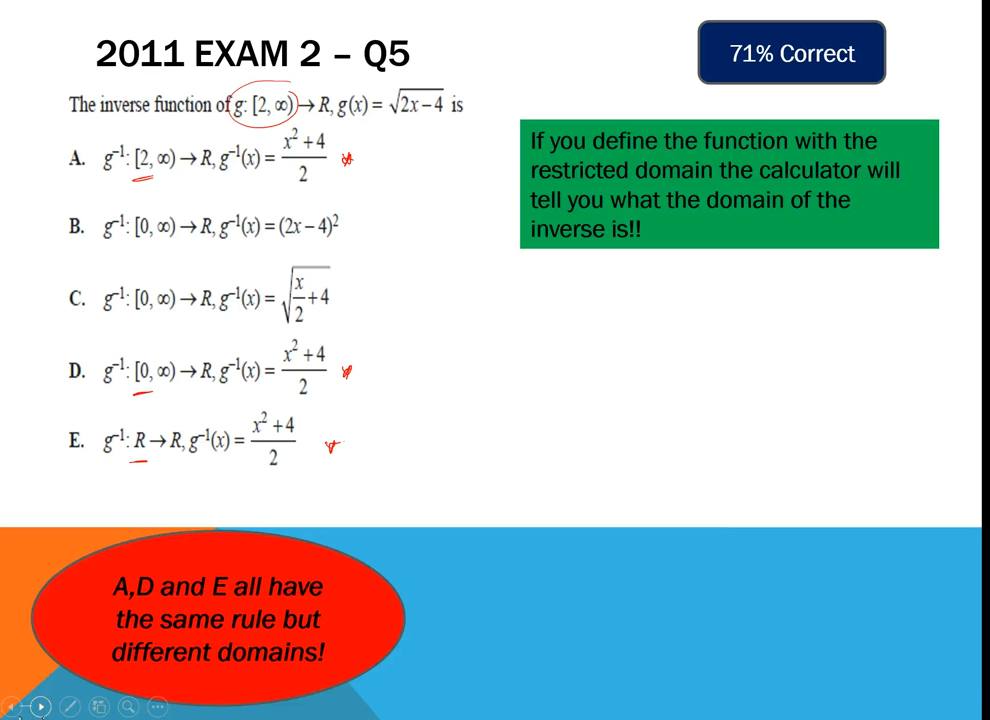 2011 EXAM 2 – Q5
71% Correct
The inverse function of g: [2, ∞) → R, g(x) = √(2x − 4) is
A. g⁻¹: [2, ∞) → R, g⁻¹(x) = (x² + 4)/2
B. g⁻¹: [0, ∞) → R, g⁻¹(x) = (2x − 4)²
C. g⁻¹: [0, ∞) → R, g⁻¹(x) = √(x/2 + 4)
D. g⁻¹: [0, ∞) → R, g⁻¹(x) = (x² + 4)/2
E. g⁻¹: R → R, g⁻¹(x) = (x² + 4)/2
If you define the function with the
restricted domain the calculator will
tell you what the domain of the
inverse is!!
A,D and E all have
the same rule but
different domains!